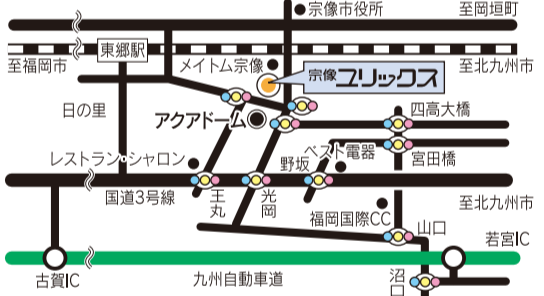 宗像市役所
至岡垣町
東郷駅
至福岡市
メイトム宗像
宗像ユリックス
至北九州市
日の里
アクアドーム
四高大橋
レストラン・シャロン
野坂
ベスト電器
宮田橋
国道3号線
王丸
光岡
福岡国際CC
至北九州市
山口
若宮IC
古賀IC
九州自動車道
沼口